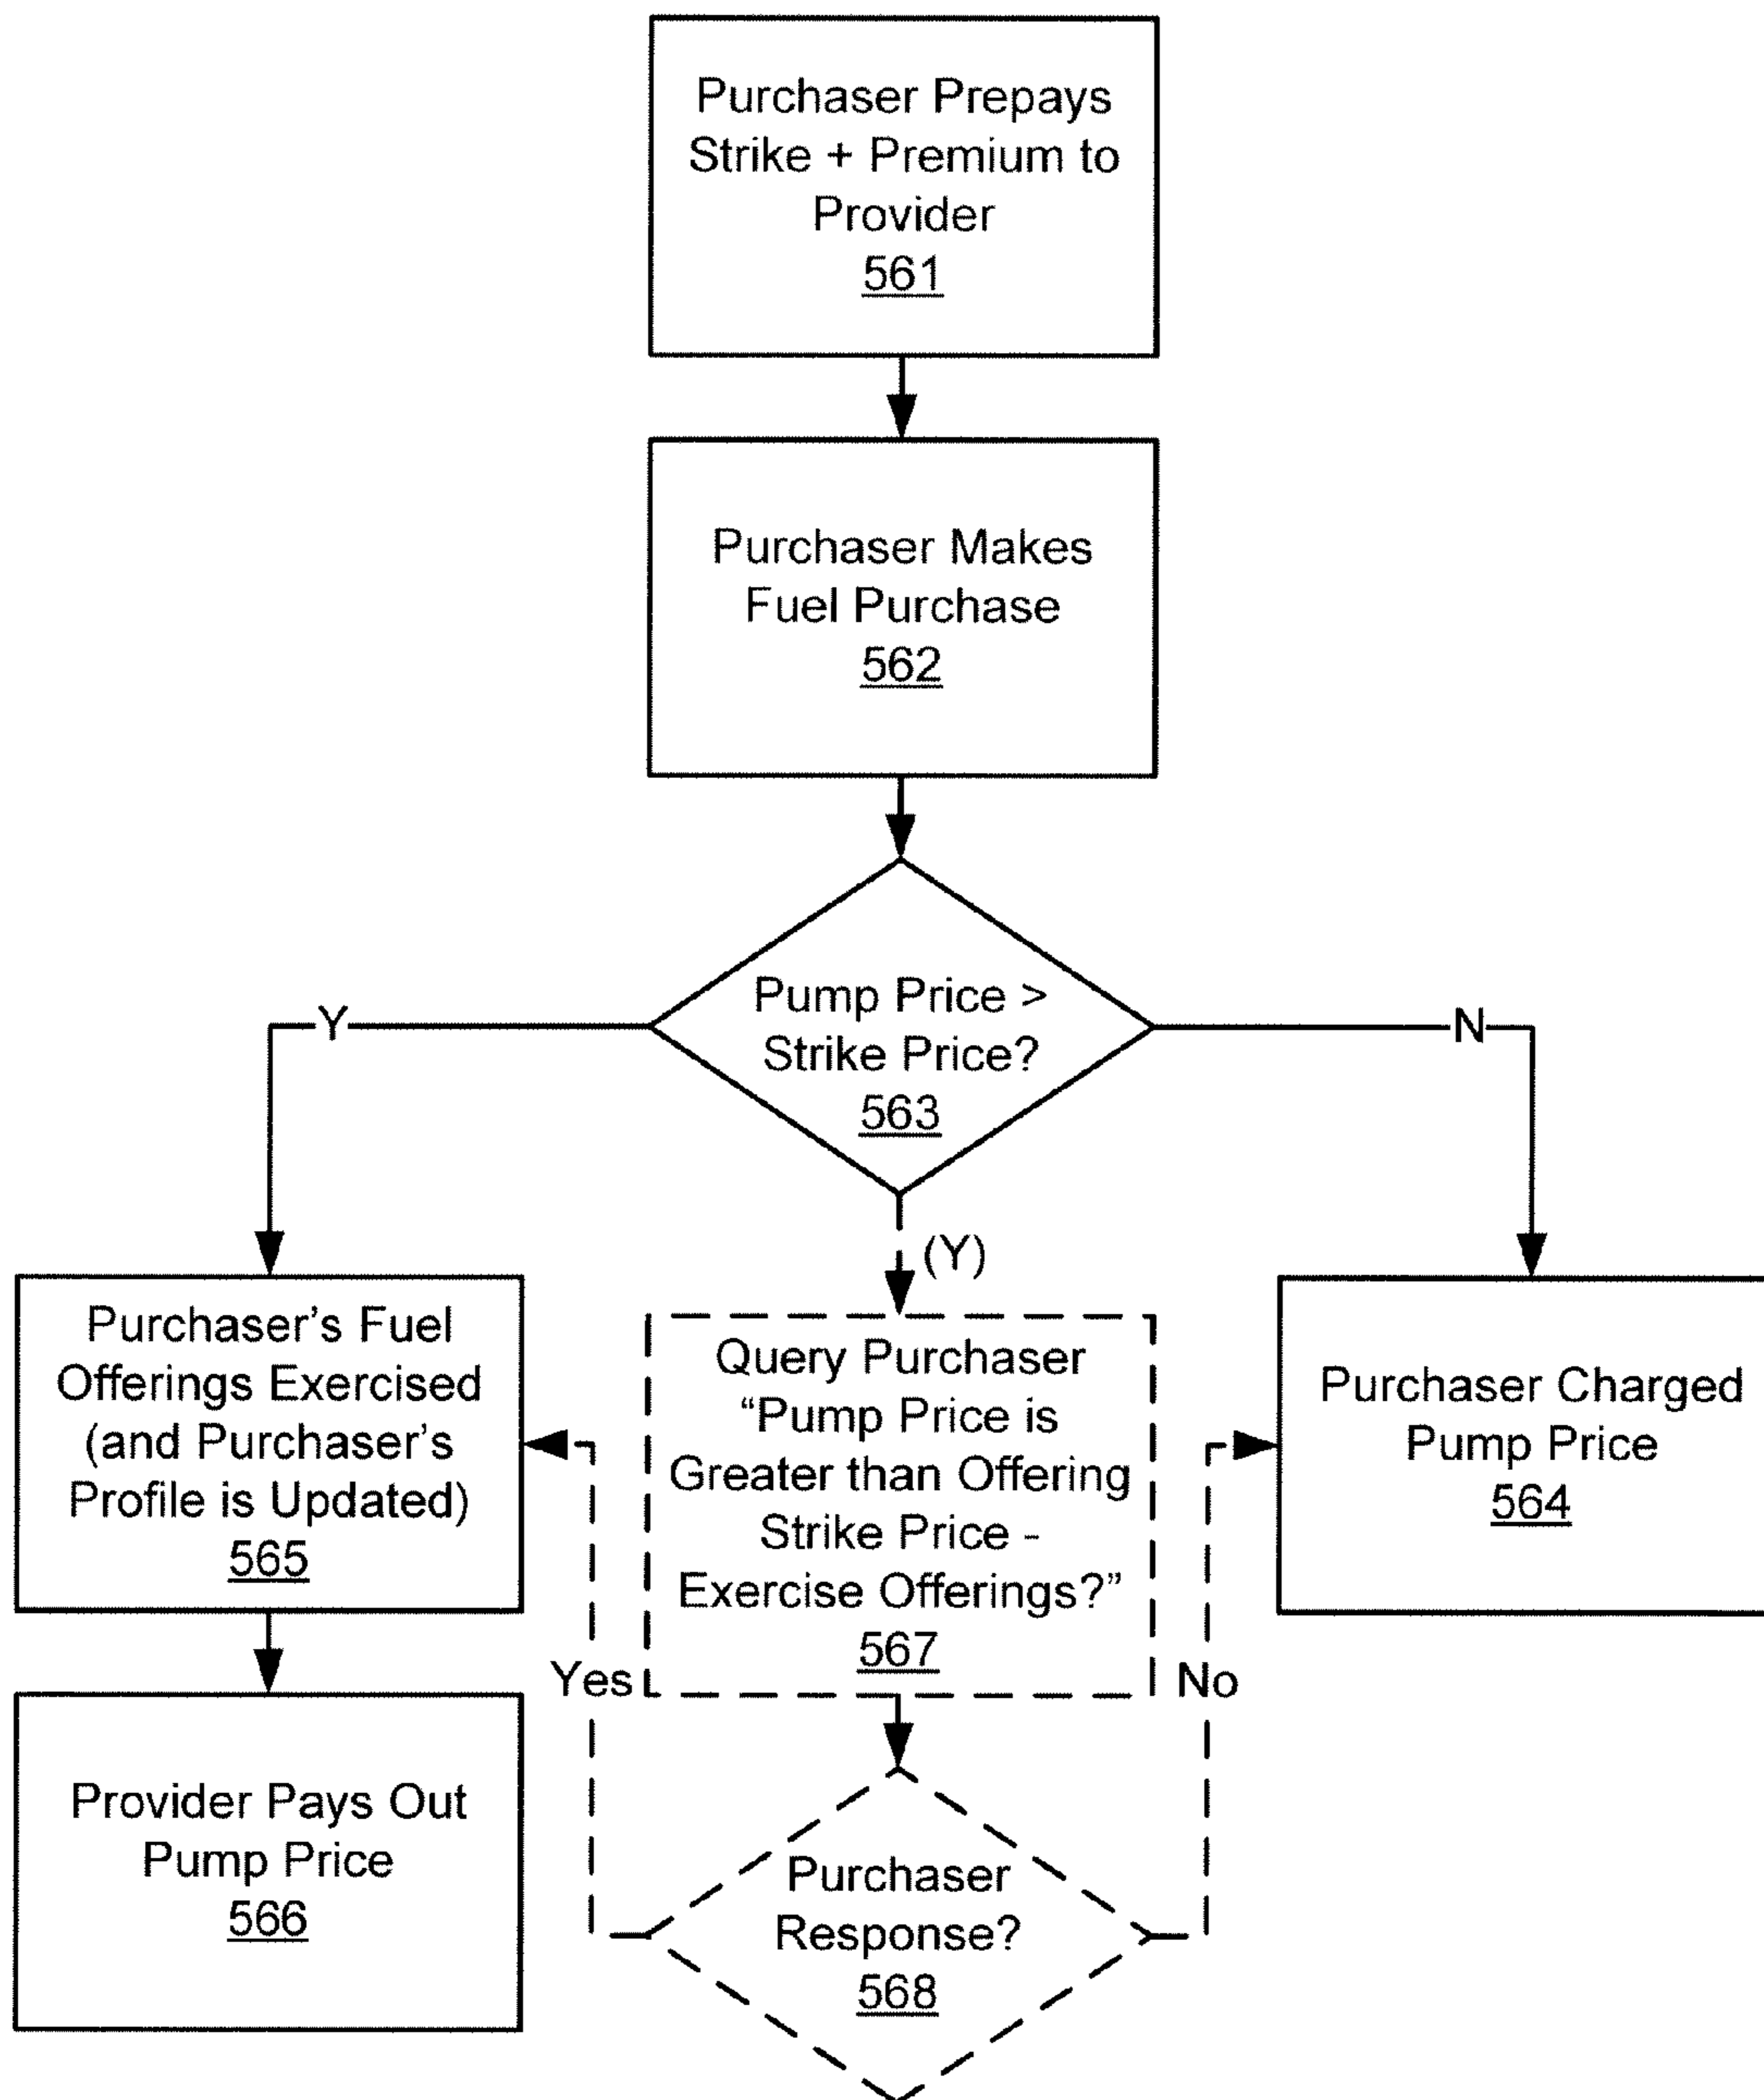 Purchaser Prepays
Strike + Premium to
Provider
561
Purchaser Makes
Fuel Purchase
562
Pump Price >
Strike Price?
563
Y
N
(Y)
Purchaser's Fuel
Offerings Exercised
(and Purchaser's
Profile is Updated)
565
Query Purchaser
“Pump Price is
Greater than Offering
Strike Price -
Exercise Offerings?”
567
Purchaser Charged
Pump Price
564
Yes
No
Provider Pays Out
Pump Price
566
Purchaser
Response?
568